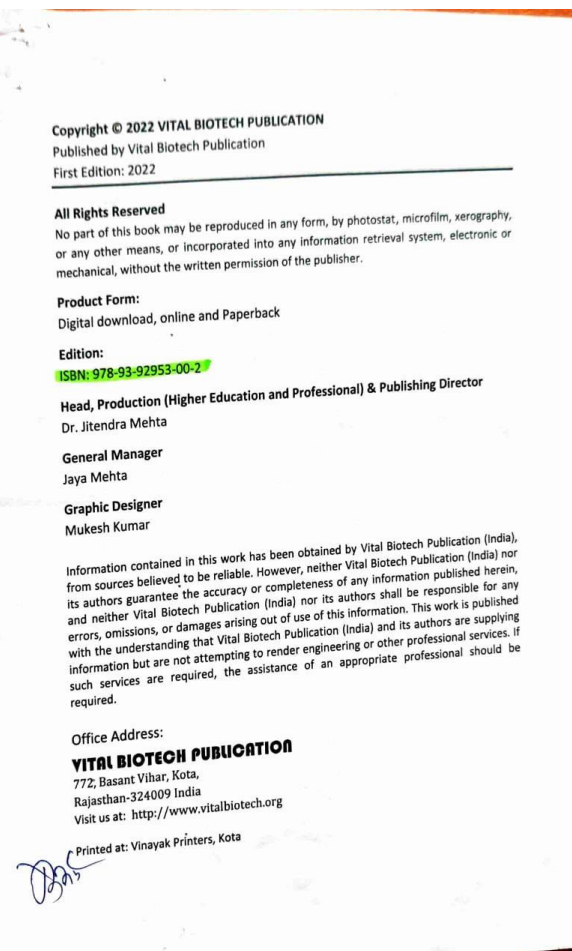 Copyright © 2022 VITAL BIOTECH PUBLICATION
Published by Vital Biotech Publication
First Edition: 2022
All Rights Reserved
No part of this book may be reproduced in any form, by photostat, microfilm, xerography,
or any other means, or incorporated into any information retrieval system, electronic or
mechanical, without the written permission of the publisher.
Product Form:
Digital download, online and Paperback
Edition:
ISBN: 978-93-92953-00-2
Head, Production (Higher Education and Professional) & Publishing Director
Dr. Jitendra Mehta
General Manager
Jaya Mehta
Graphic Designer
Mukesh Kumar
Information contained in this work has been obtained by Vital Biotech Publication (India),
from sources believed to be reliable. However, neither Vital Biotech Publication (India) nor
its authors guarantee the accuracy or completeness of any information published herein,
and neither Vital Biotech Publication (India) nor its authors shall be responsible for any
errors, omissions, or damages arising out of use of this information. This work is published
with the understanding that Vital Biotech Publication (India) and its authors are supplying
information but are not attempting to render engineering or other professional services. If
such services are required, the assistance of an appropriate professional should be
required.
Office Address:
VITAL BIOTECH PUBLICATION
772, Basant Vihar, Kota,
Rajasthan-324009 India
Visit us at: http://www.vitalbiotech.org
Printed at: Vinayak Printers, Kota